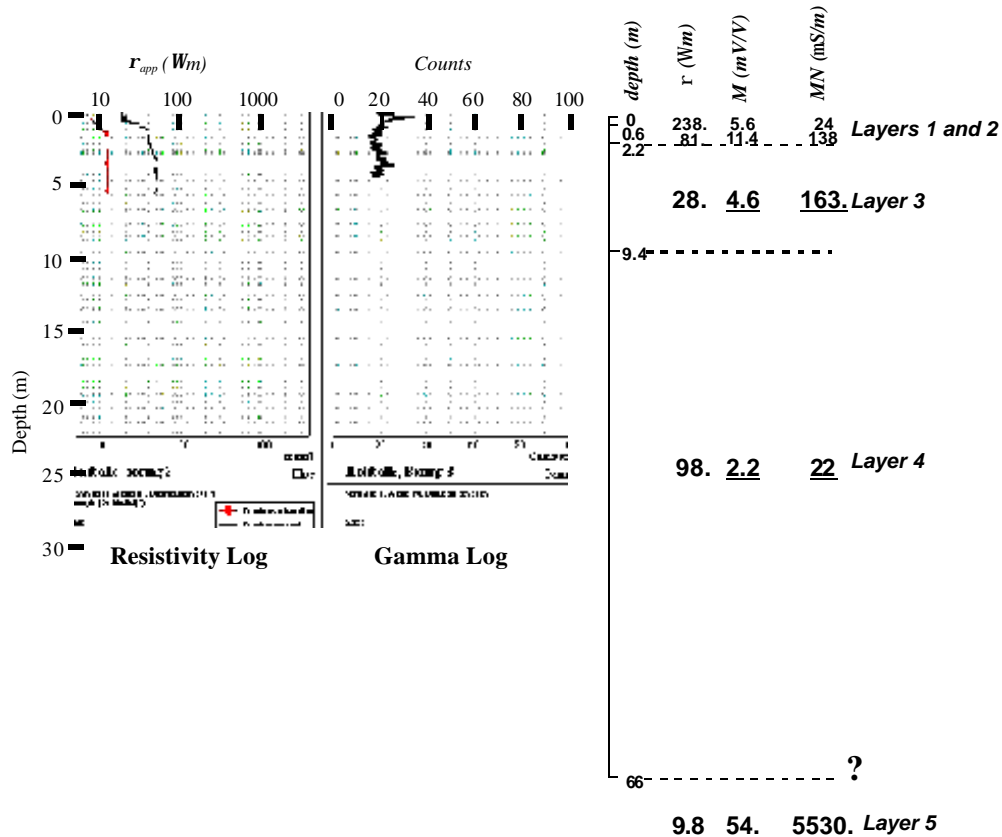 r app (Wm)
10 100 1000
Counts
0 20 40 60 80 100
depth (m)
r (Wm)
M (mV/V)
MN (mS/m)
0
5
10
15
20
25
30
Depth (m)
Resistivity Log
Gamma Log
0
238. 5.6 24
0.6
81. 11.4 138
Layers 1 and 2
2.2
28. 4.6 163. Layer 3
9.4
98. 2.2 22 Layer 4
66
?
9.8 54. 5530. Layer 5